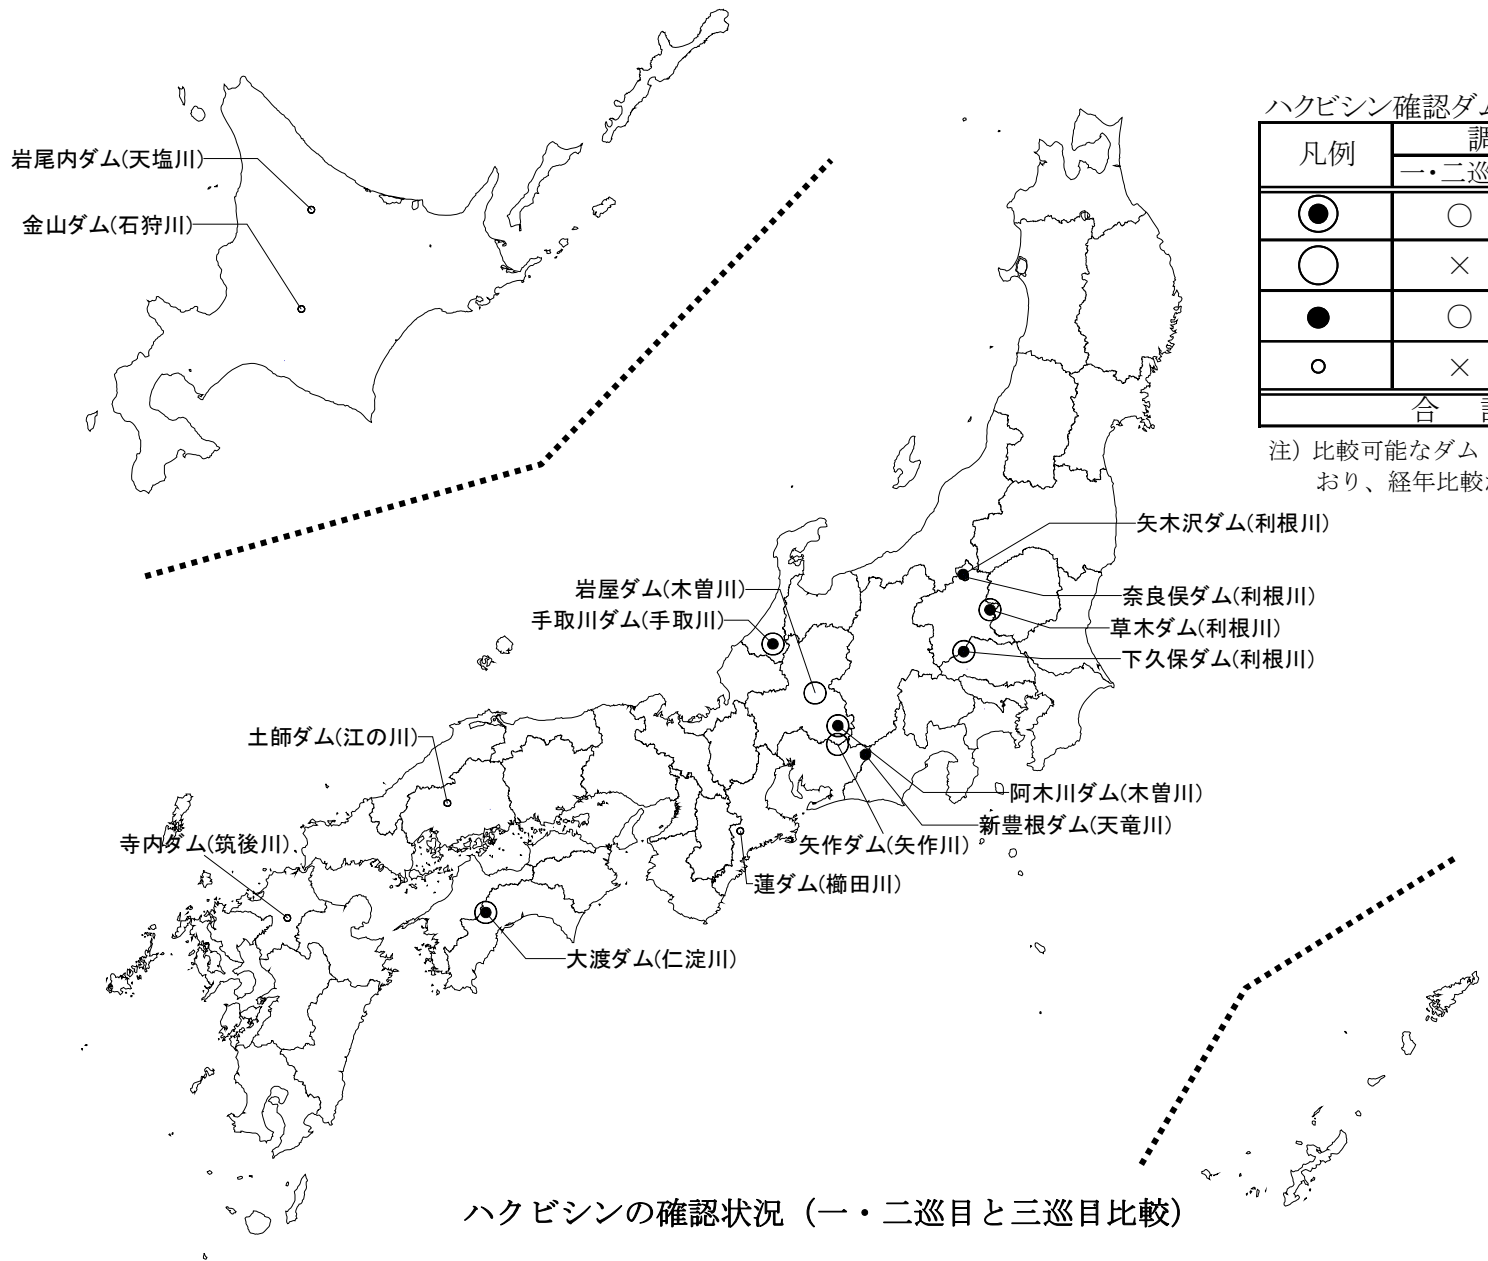 ハクビシン確認ダム
凡例
調
一・二巡
○
×
○
×
合 計
注）比較可能なダム
おり、経年比較
岩尾内ダム(天塩川)
金山ダム(石狩川)
矢木沢ダム(利根川)
岩屋ダム(木曽川)
奈良俣ダム(利根川)
手取川ダム(手取川)
草木ダム(利根川)
下久保ダム(利根川)
土師ダム(江の川)
阿木川ダム(木曽川)
新豊根ダム(天竜川)
寺内ダム(筑後川)
矢作ダム(矢作川)
蓮ダム(櫛田川)
大渡ダム(仁淀川)
ハクビシンの確認状況（一・二巡目と三巡目比較）